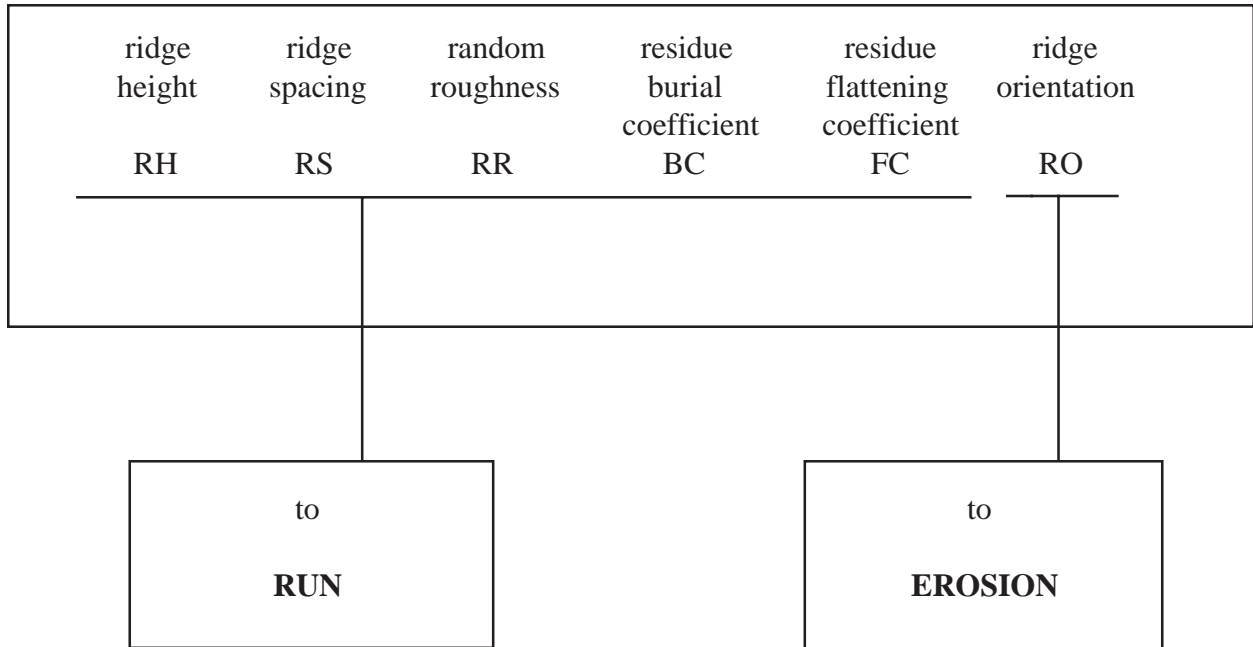 ridge ridge random residue residue ridge
height spacing roughness burial flattening orientation
coefficient coefficient
RH RS RR BC FC RO
to to
RUN EROSION